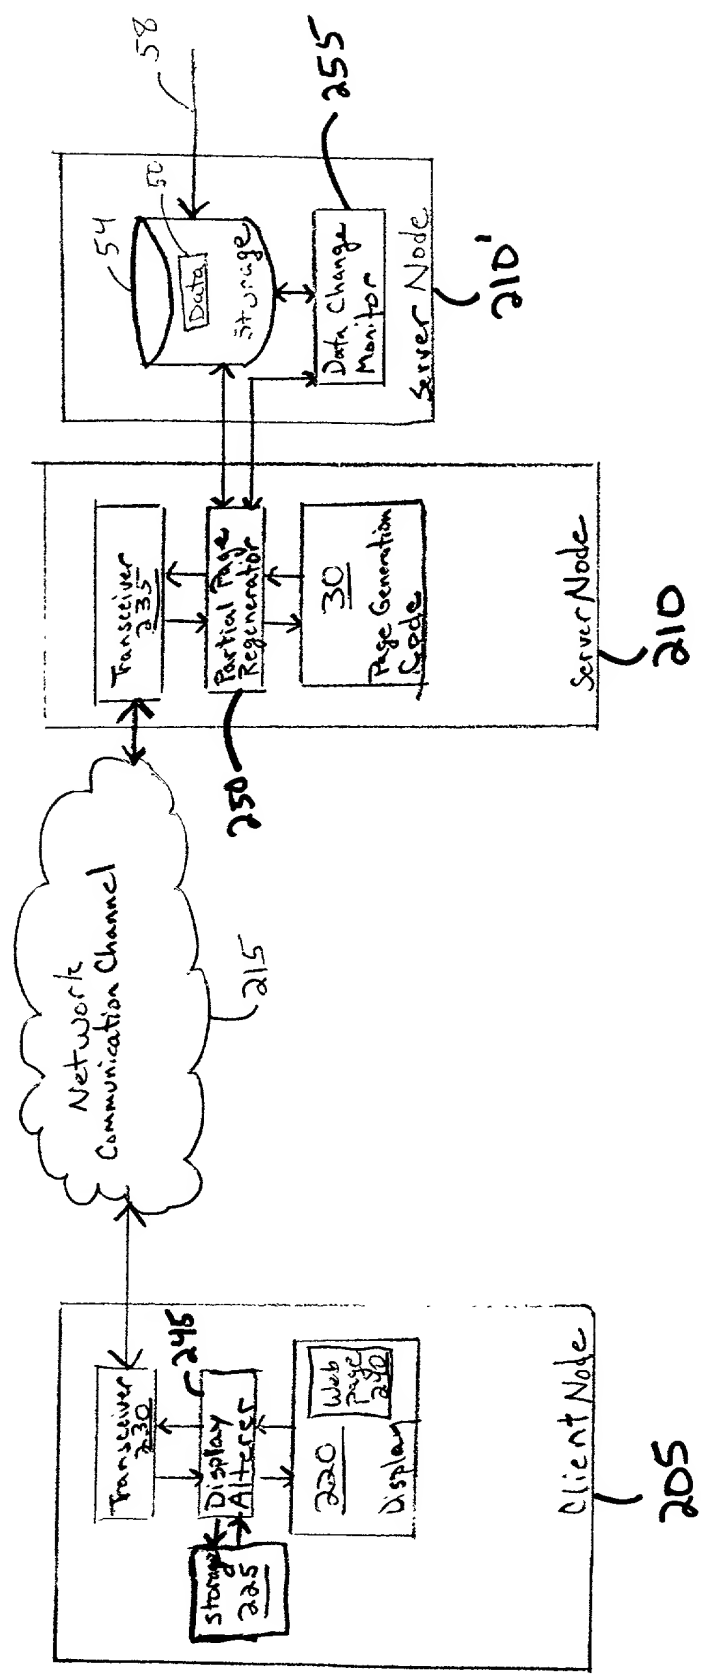 Transceiver
230
245
Display
Alterer
Storage
225
220
Web
Page
240
Display
Client Node
205
Network
Communication Channel
215
Transceiver
235
Partial Page
Regenerator
250
30
Page Generation
Code
Server Node
210
54
50
58
Data
Storage
Data Change
Monitor
255
Server Node
210'